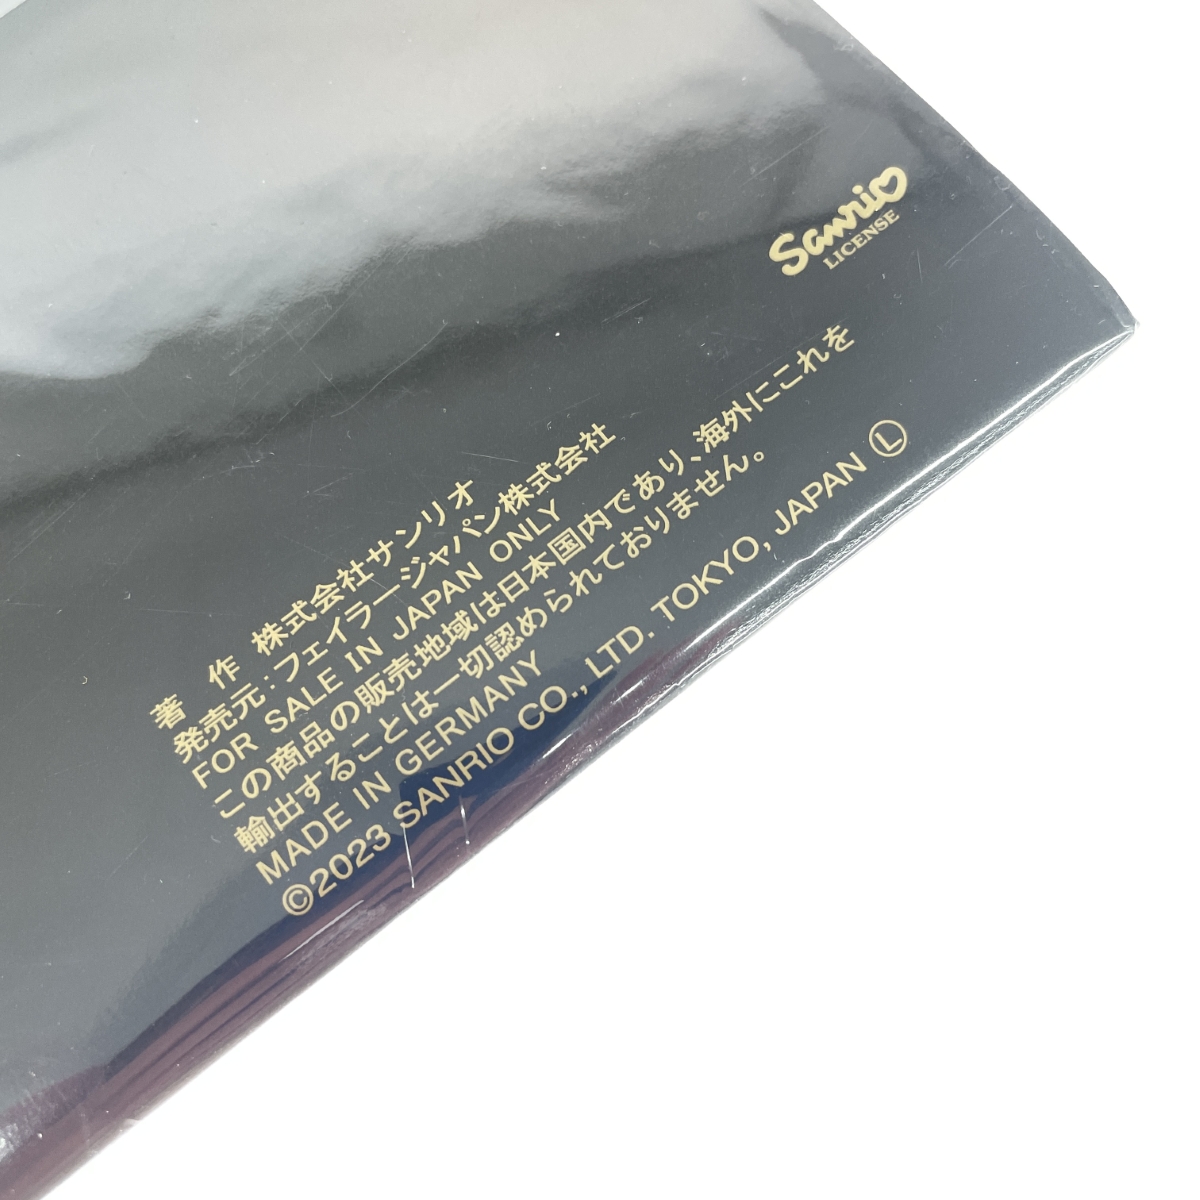 Sanrio
LICENSE
著 作 株式会社サンリオ
発売元:フェイラージャパン株式会社
FOR SALE IN JAPAN ONLY
この商品の販売地域は日本国内であり、海外にこれを
輸出することは一切認められておりません。
MADE IN GERMANY
©2023 SANRIO CO., LTD. TOKYO, JAPAN Ⓛ